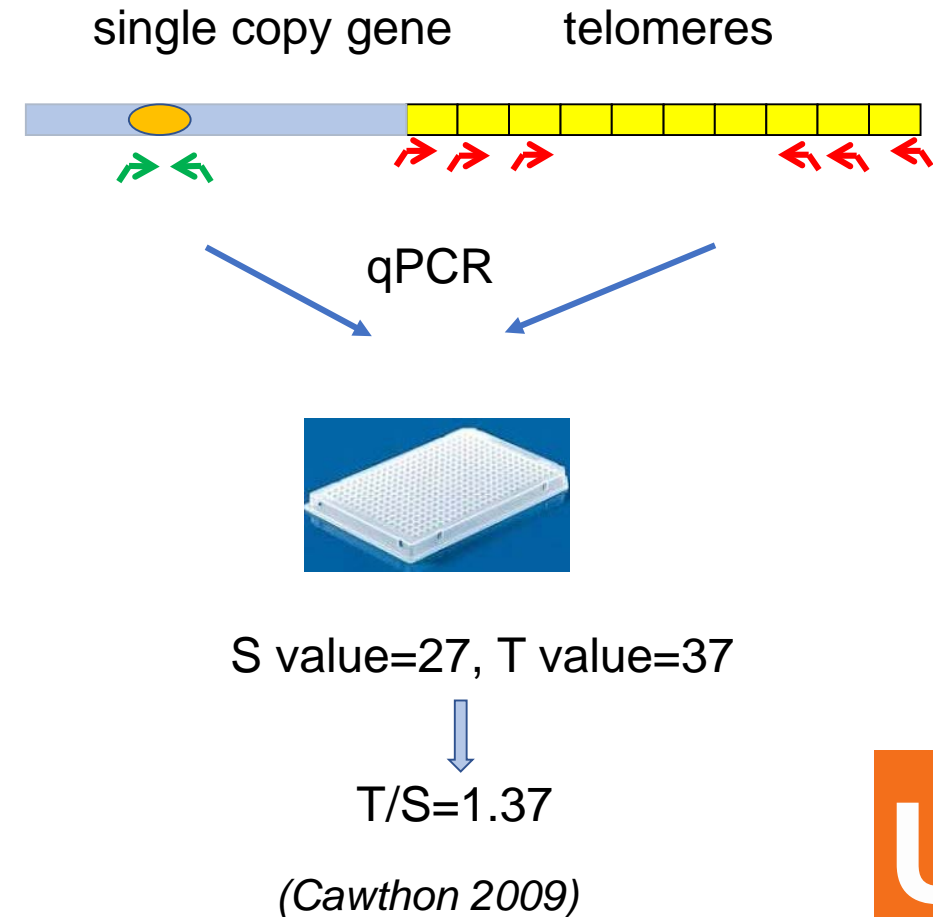 single copy gene telomeres
qPCR
S value=27, T value=37
T/S=1.37
(Cawthon 2009)